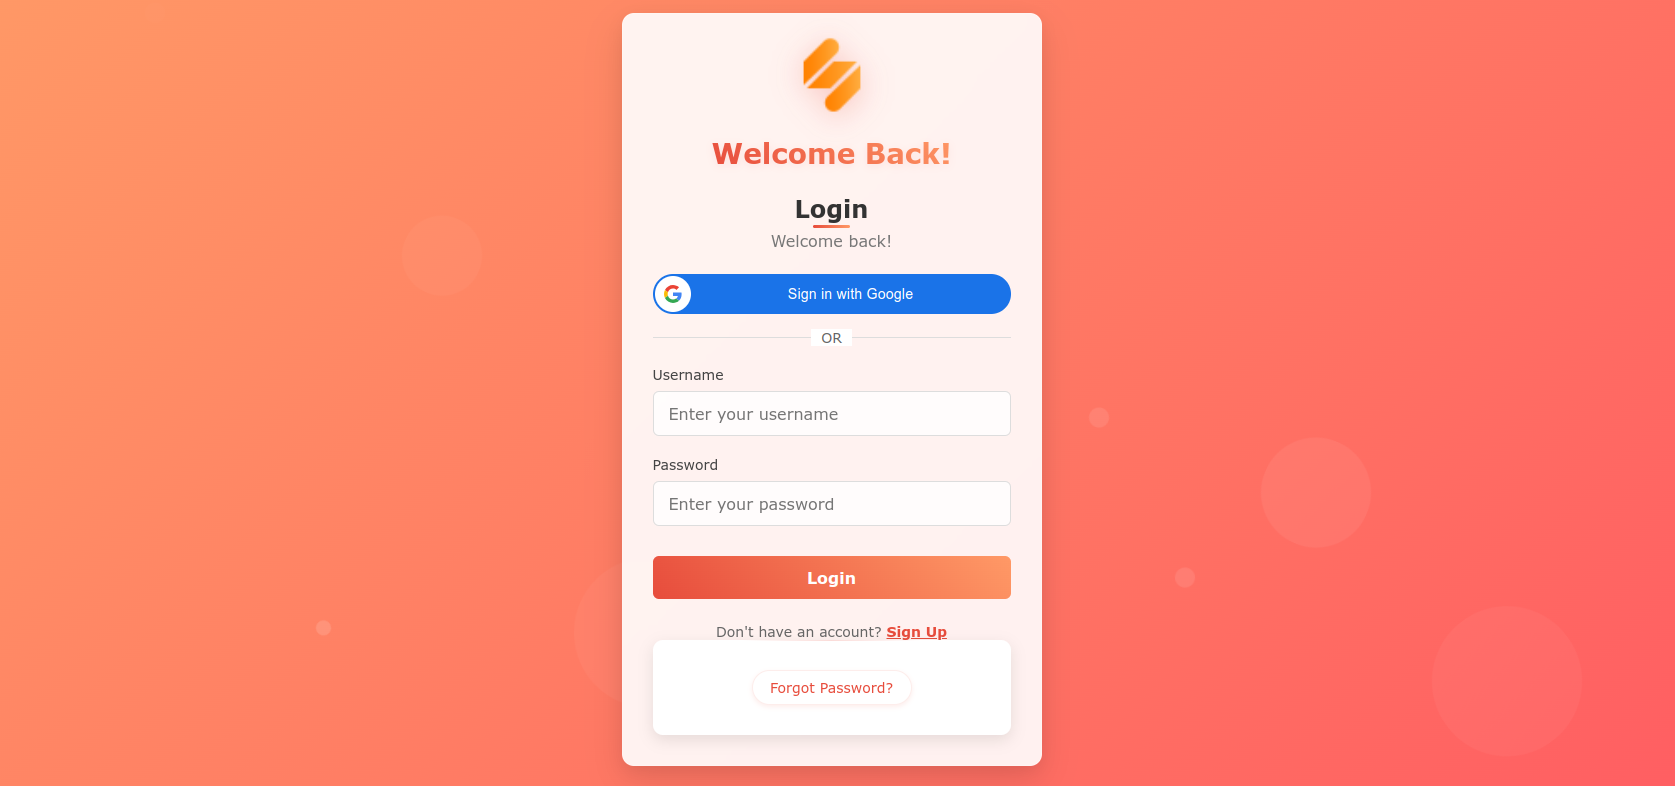 Welcome Back!
Login
Welcome back!
Sign in with Google
OR
Username
Enter your username
Password
Enter your password
Login
Don't have an account? Sign Up
Forgot Password?